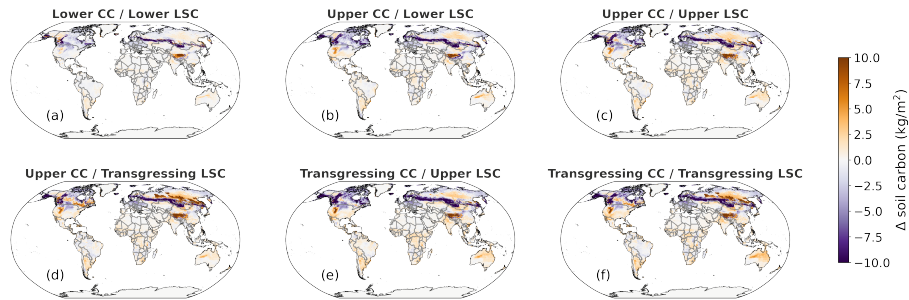 Lower CC / Lower LSC
Upper CC / Lower LSC
Upper CC / Upper LSC
(a)
(b)
(c)
Upper CC / Transgressing LSC
Transgressing CC / Upper LSC
Transgressing CC / Transgressing LSC
(d)
(e)
(f)
10.0
7.5
5.0
2.5
0.0
−2.5
−5.0
−7.5
−10.0
Δ soil carbon (kg/m²)